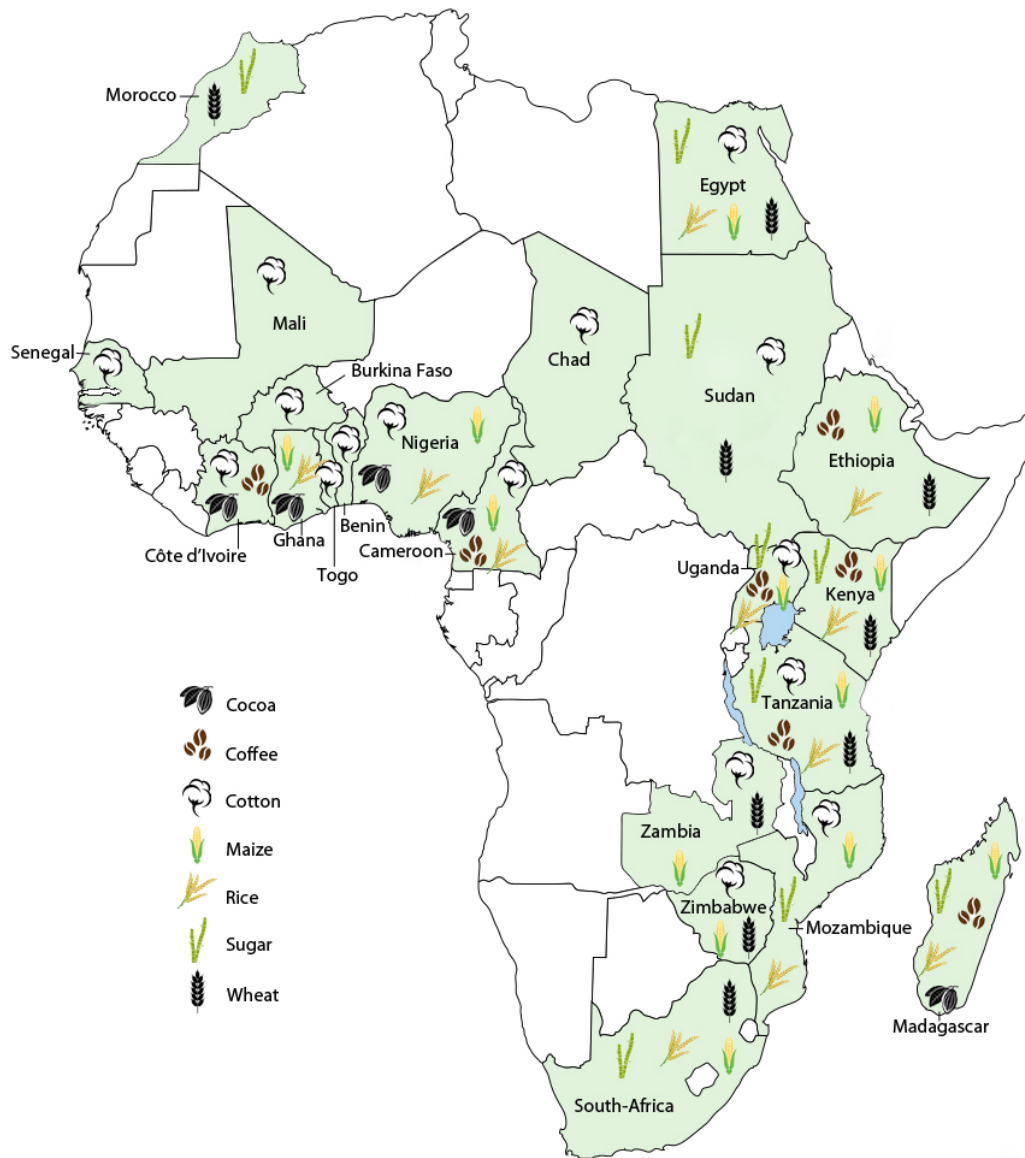 Morocco
Egypt
Mali
Senegal
Chad
Burkina Faso
Sudan
Nigeria
Ethiopia
Benin
Ghana
Côte d'Ivoire
Cameroon
Togo
Uganda
Kenya
Tanzania
Cocoa
Coffee
Cotton
Maize
Rice
Sugar
Wheat
Zambia
Zimbabwe
Mozambique
Madagascar
South-Africa